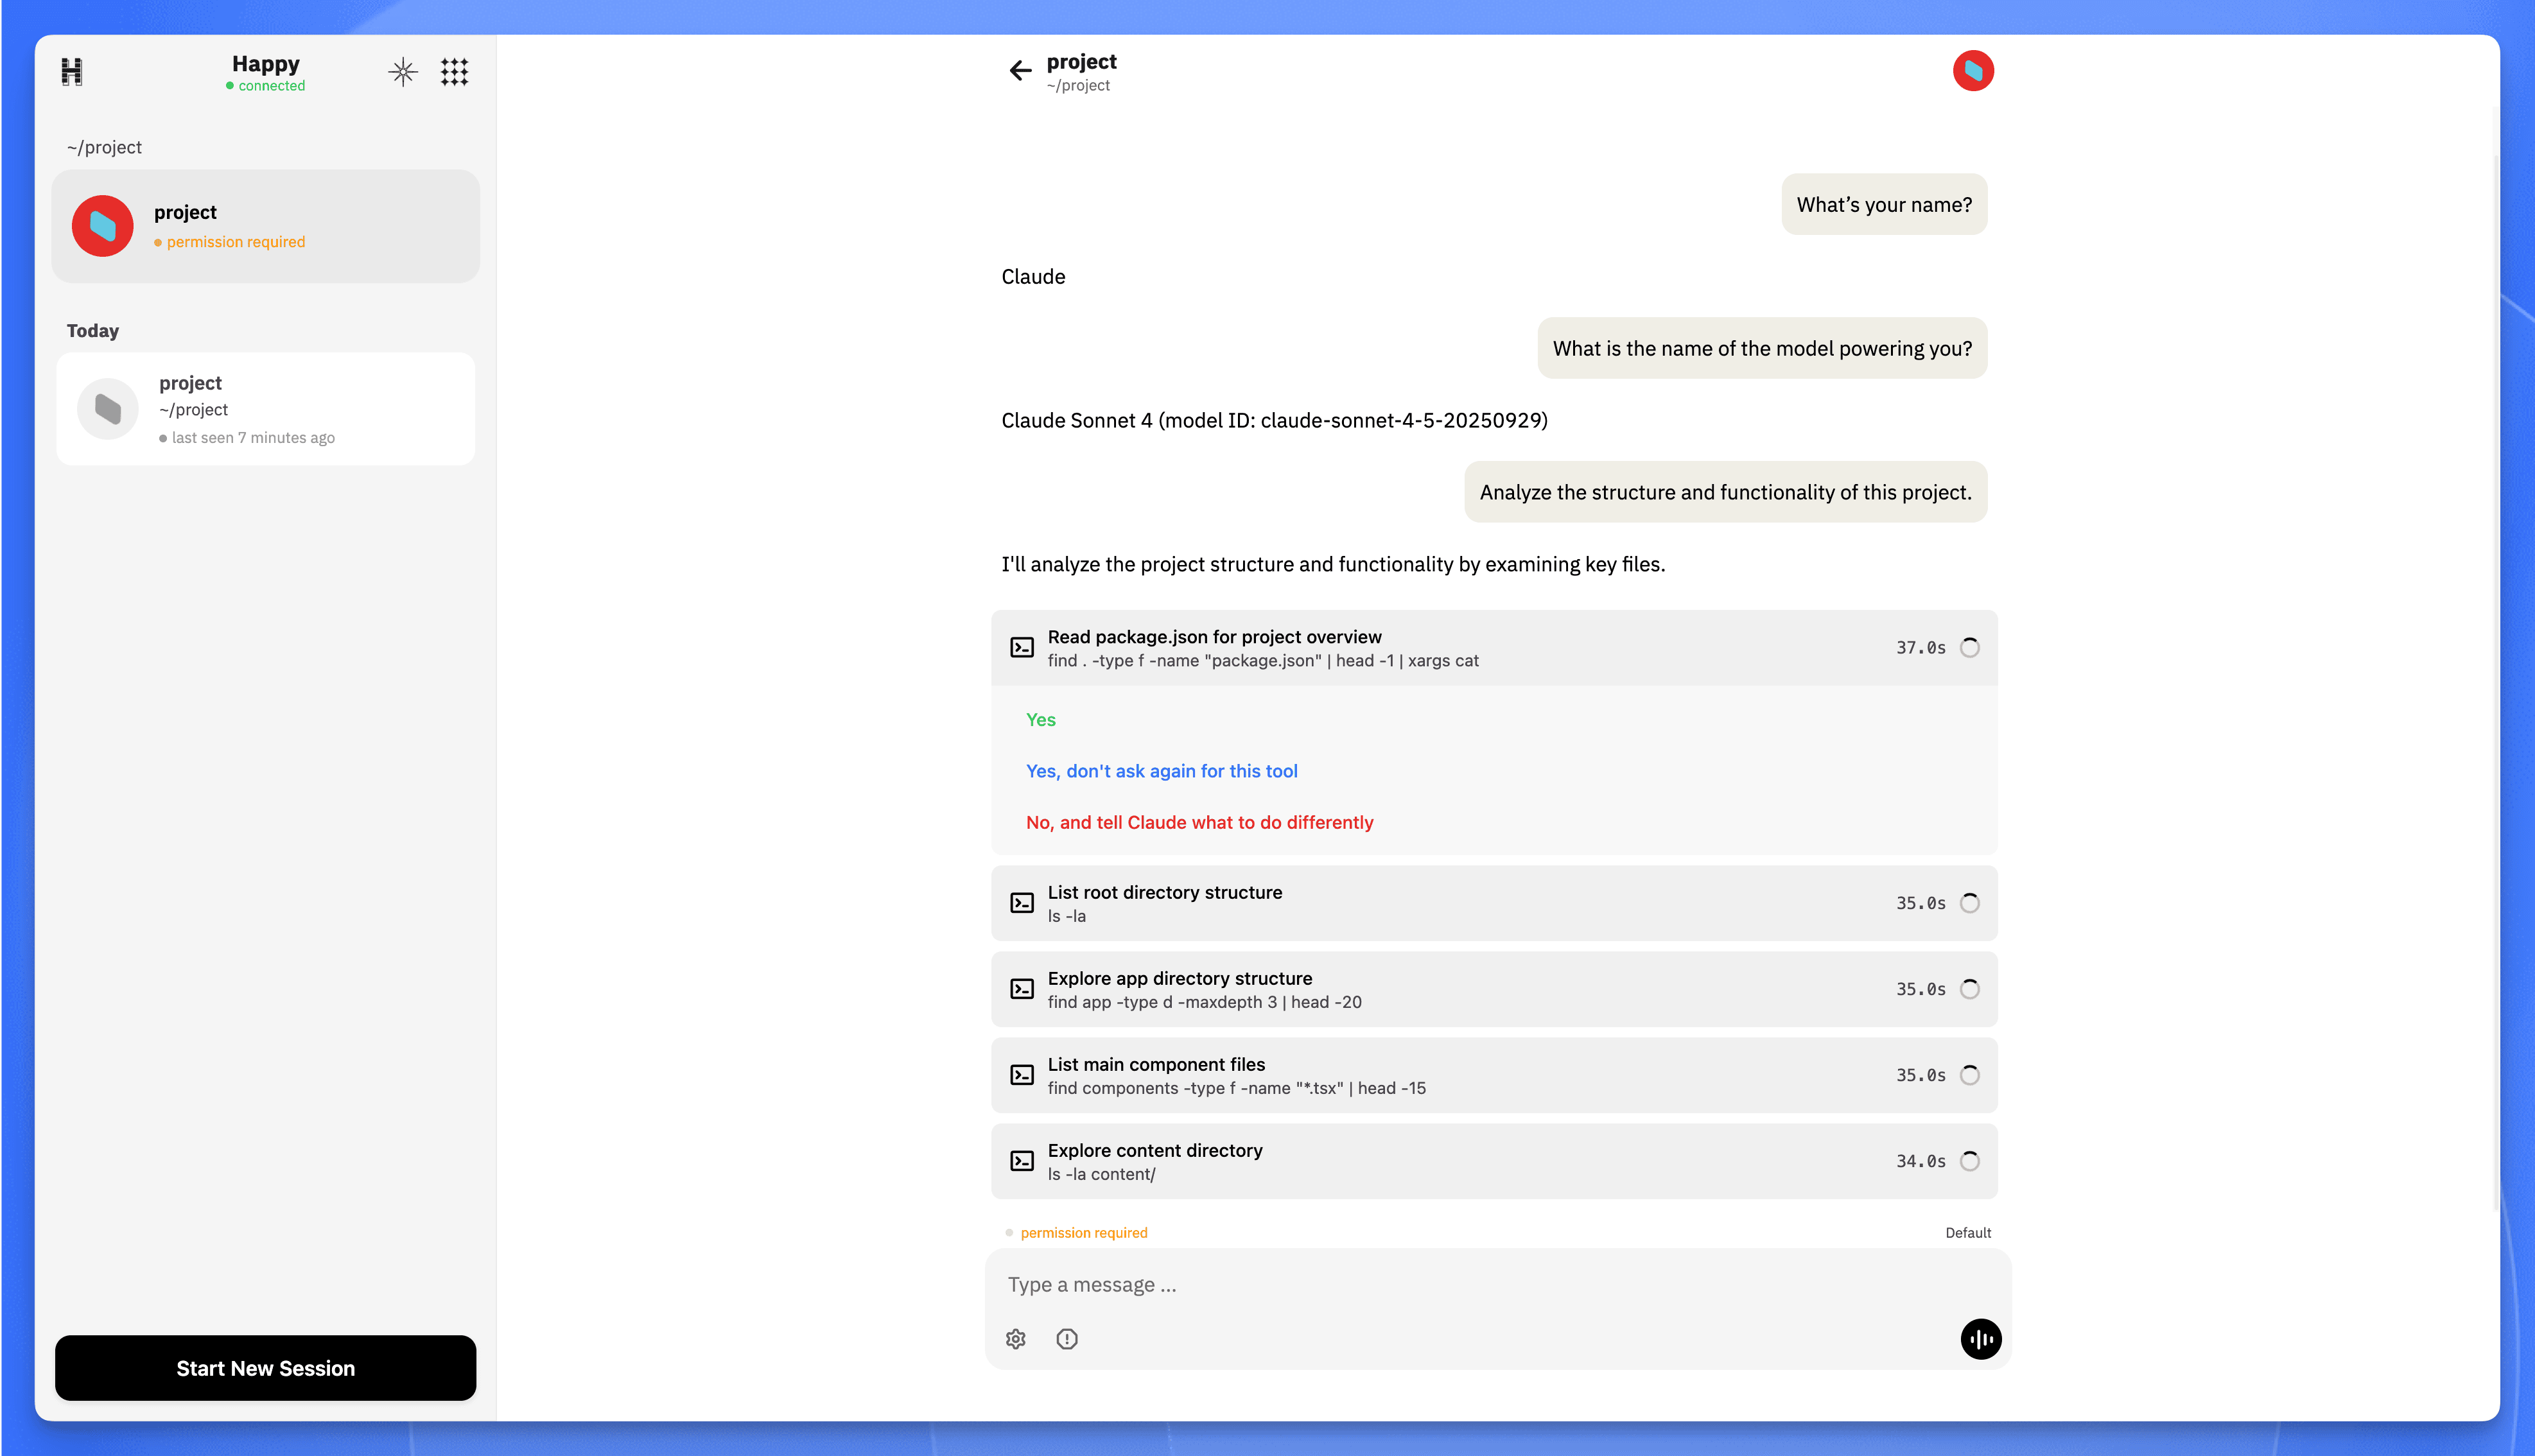 Happy
connected
~/project
project
permission required
Today
project
~/project
last seen 7 minutes ago
Start New Session
project
~/project
What’s your name?
Claude
What is the name of the model powering you?
Claude Sonnet 4 (model ID: claude-sonnet-4-5-20250929)
Analyze the structure and functionality of this project.
I'll analyze the project structure and functionality by examining key files.
Read package.json for project overview
find . -type f -name "package.json" | head -1 | xargs cat
37.0s
Yes
Yes, don't ask again for this tool
No, and tell Claude what to do differently
List root directory structure
ls -la
35.0s
Explore app directory structure
find app -type d -maxdepth 3 | head -20
35.0s
List main component files
find components -type f -name "*.tsx" | head -15
35.0s
Explore content directory
ls -la content/
34.0s
permission required
Default
Type a message ...